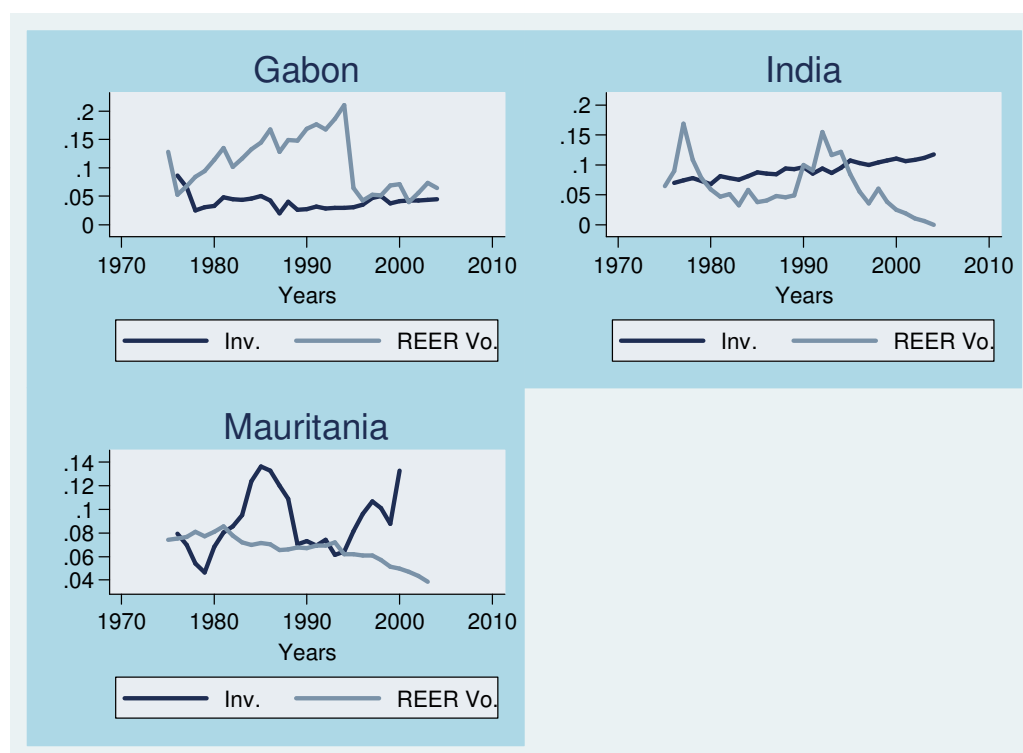 Gabon
.2
.15
.1
.05
0
1970 1980 1990 2000 2010
Years
Inv. REER Vo.
India
.2
.15
.1
.05
0
1970 1980 1990 2000 2010
Years
Inv. REER Vo.
Mauritania
.14
.12
.1
.08
.06
.04
1970 1980 1990 2000 2010
Years
Inv. REER Vo.